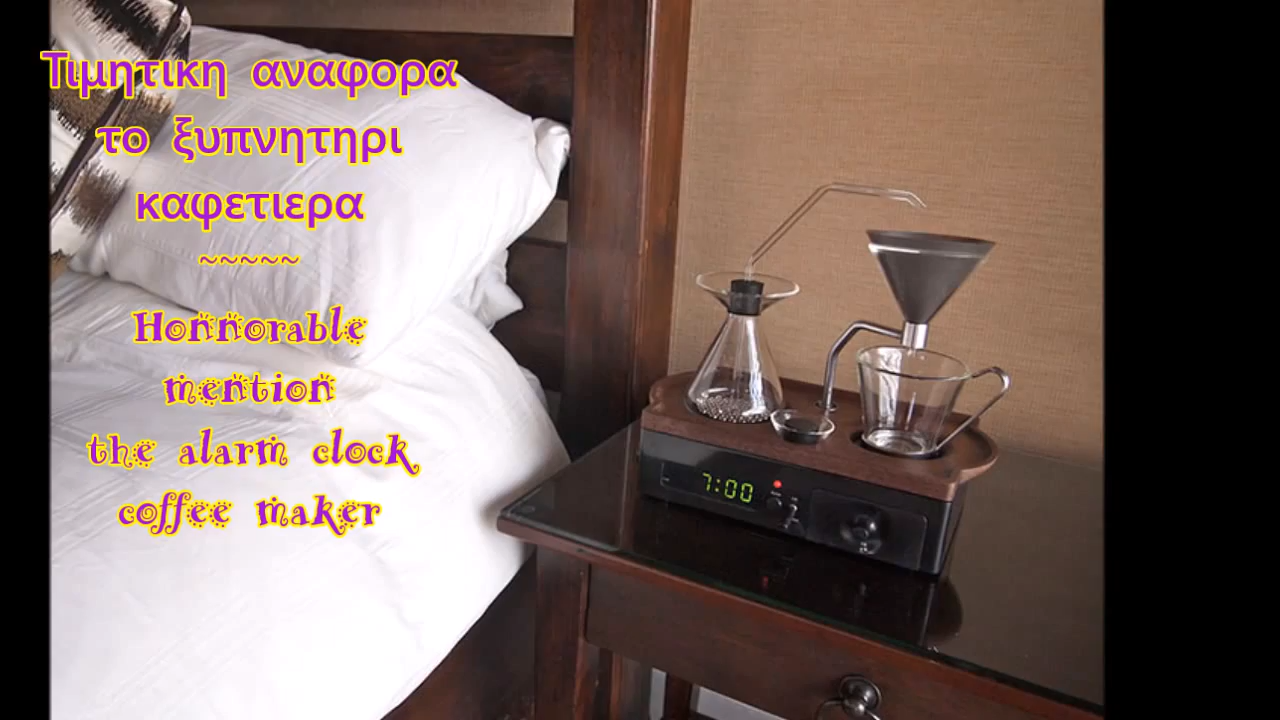 Τιμητικη αναφορα
το ξυπνητηρι
καφετιερα
~~~~~
Honnorable
mention
the alarm clock
coffee maker
7:00